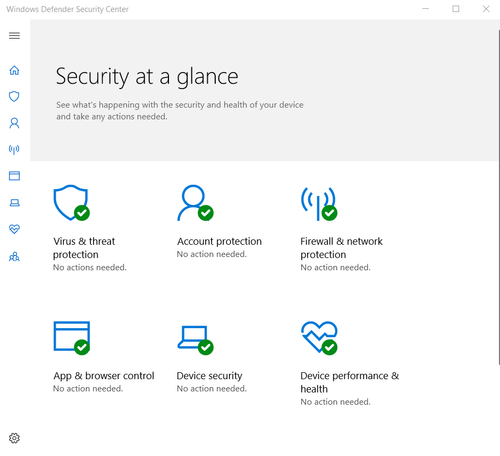 Windows Defender Security Center
Security at a glance
See what's happening with the security and health of your device
and take any actions needed.
Virus & threat
protection
No actions needed.
Account protection
No action needed.
Firewall & network
protection
No action needed.
App & browser control
No action needed.
Device security
No action needed.
Device performance &
health
No action needed.